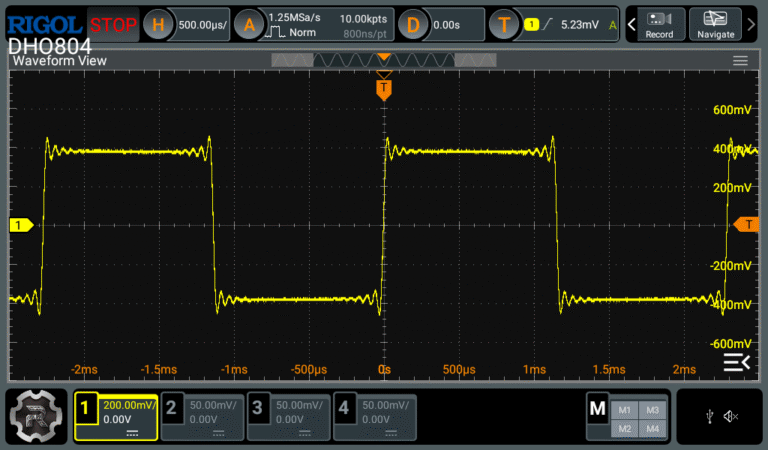 RIGOL STOP H 500.00µs/ A 1.25MSa/s 10.00kpts D 0.00s T 1 5.23mV A Record Navigate
Norm 800ns/pt
DHO804
Waveform View
T
600mV
400mV
200mV
1 T
-200mV
-400mV
-600mV
-2ms -1.5ms -1ms -500µs 0s 500µs 1ms 1.5ms 2ms
1 200.00mV/ 2 50.00mV/ 3 50.00mV/ 4 50.00mV/ M M1 M3
0.00V 0.00V 0.00V 0.00V M2 M4